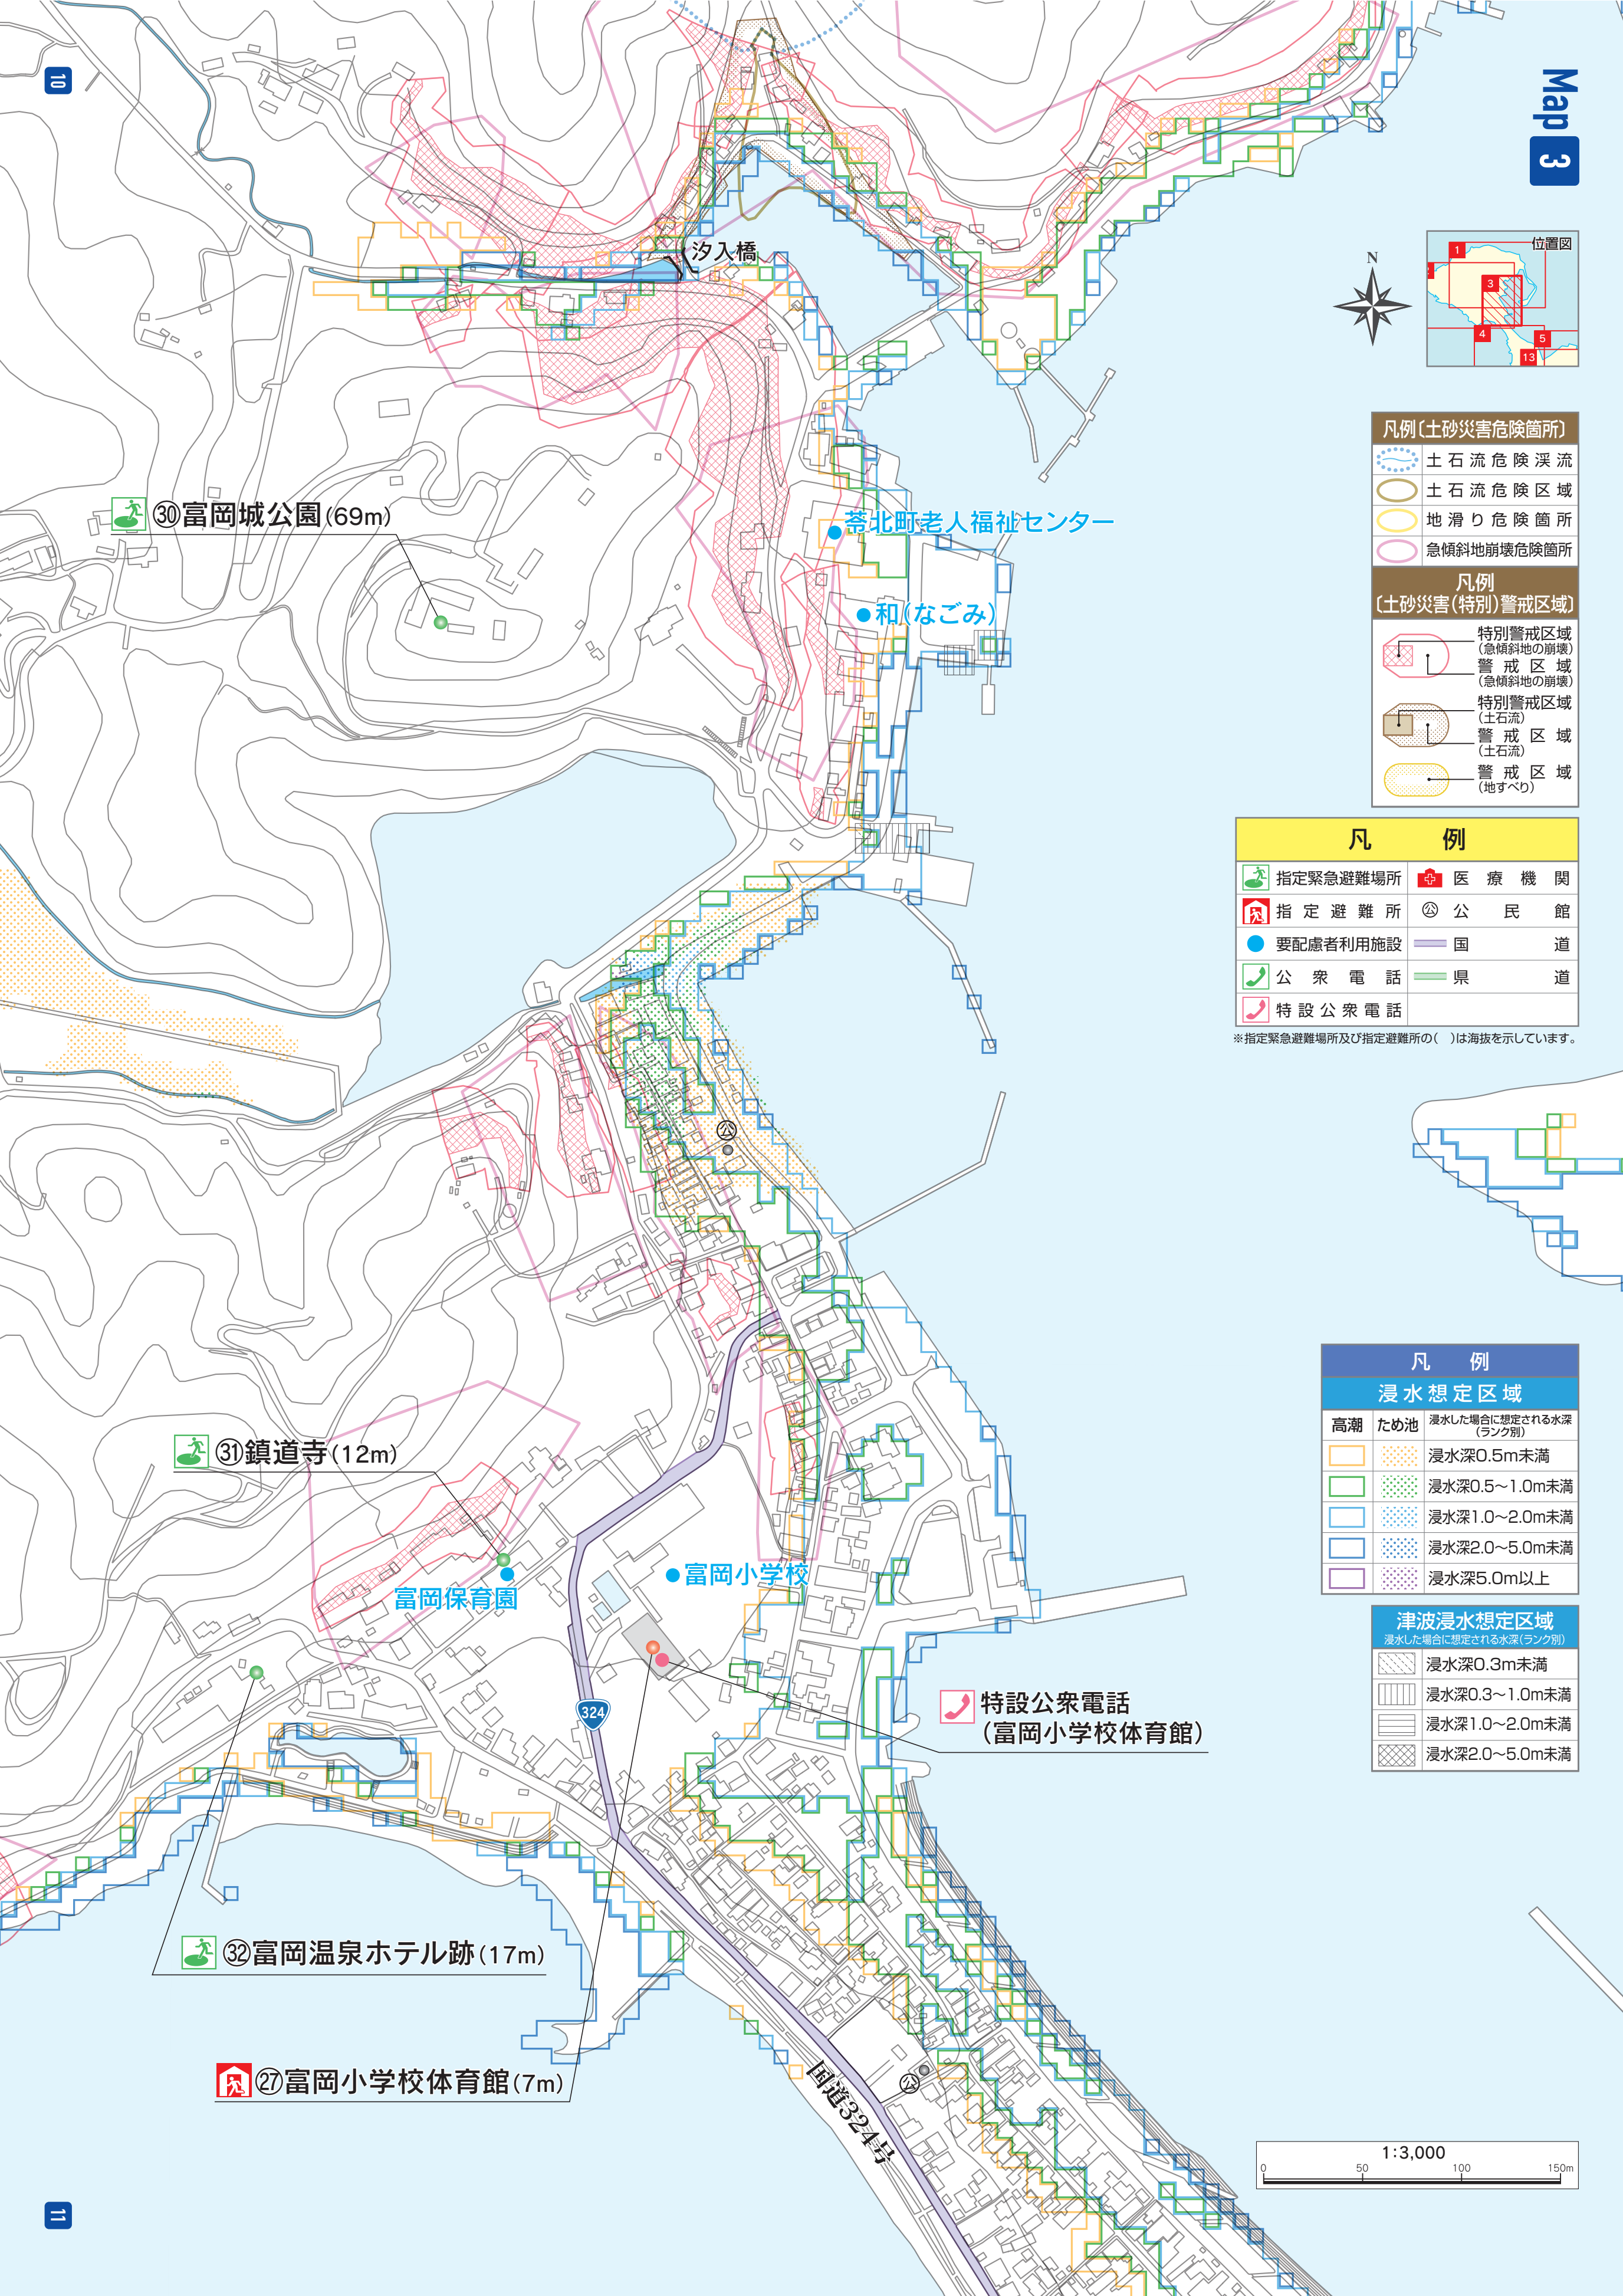 10
Map 3
汐入橋
位置図
1
3
4
5
13
N
㉚富岡城公園(69m)
苓北町老人福祉センター
和(なごみ)
凡例〔土砂災害危険箇所〕
土石流危険渓流
土石流危険区域
地滑り危険箇所
急傾斜地崩壊危険箇所
凡例
〔土砂災害(特別)警戒区域〕
特別警戒区域
(急傾斜地の崩壊)
警戒区域
(急傾斜地の崩壊)
特別警戒区域
(土石流)
警戒区域
(土石流)
警戒区域
(地すべり)
凡例
指定緊急避難場所 医療機関
指定避難所 公 公民館
要配慮者利用施設 国道
公衆電話 県道
特設公衆電話
※指定緊急避難場所及び指定避難所の( )は海抜を示しています。
公
㉛鎮道寺(12m)
富岡保育園
富岡小学校
凡例
浸水想定区域
高潮 ため池 浸水した場合に想定される水深
(ランク別)
浸水深0.5m未満
浸水深0.5〜1.0m未満
浸水深1.0〜2.0m未満
浸水深2.0〜5.0m未満
浸水深5.0m以上
津波浸水想定区域
浸水した場合に想定される水深(ランク別)
浸水深0.3m未満
浸水深0.3〜1.0m未満
浸水深1.0〜2.0m未満
浸水深2.0〜5.0m未満
324
特設公衆電話
(富岡小学校体育館)
㉜富岡温泉ホテル跡(17m)
㉗富岡小学校体育館(7m)
国道324号
公
1:3,000
0 50 100 150m
11